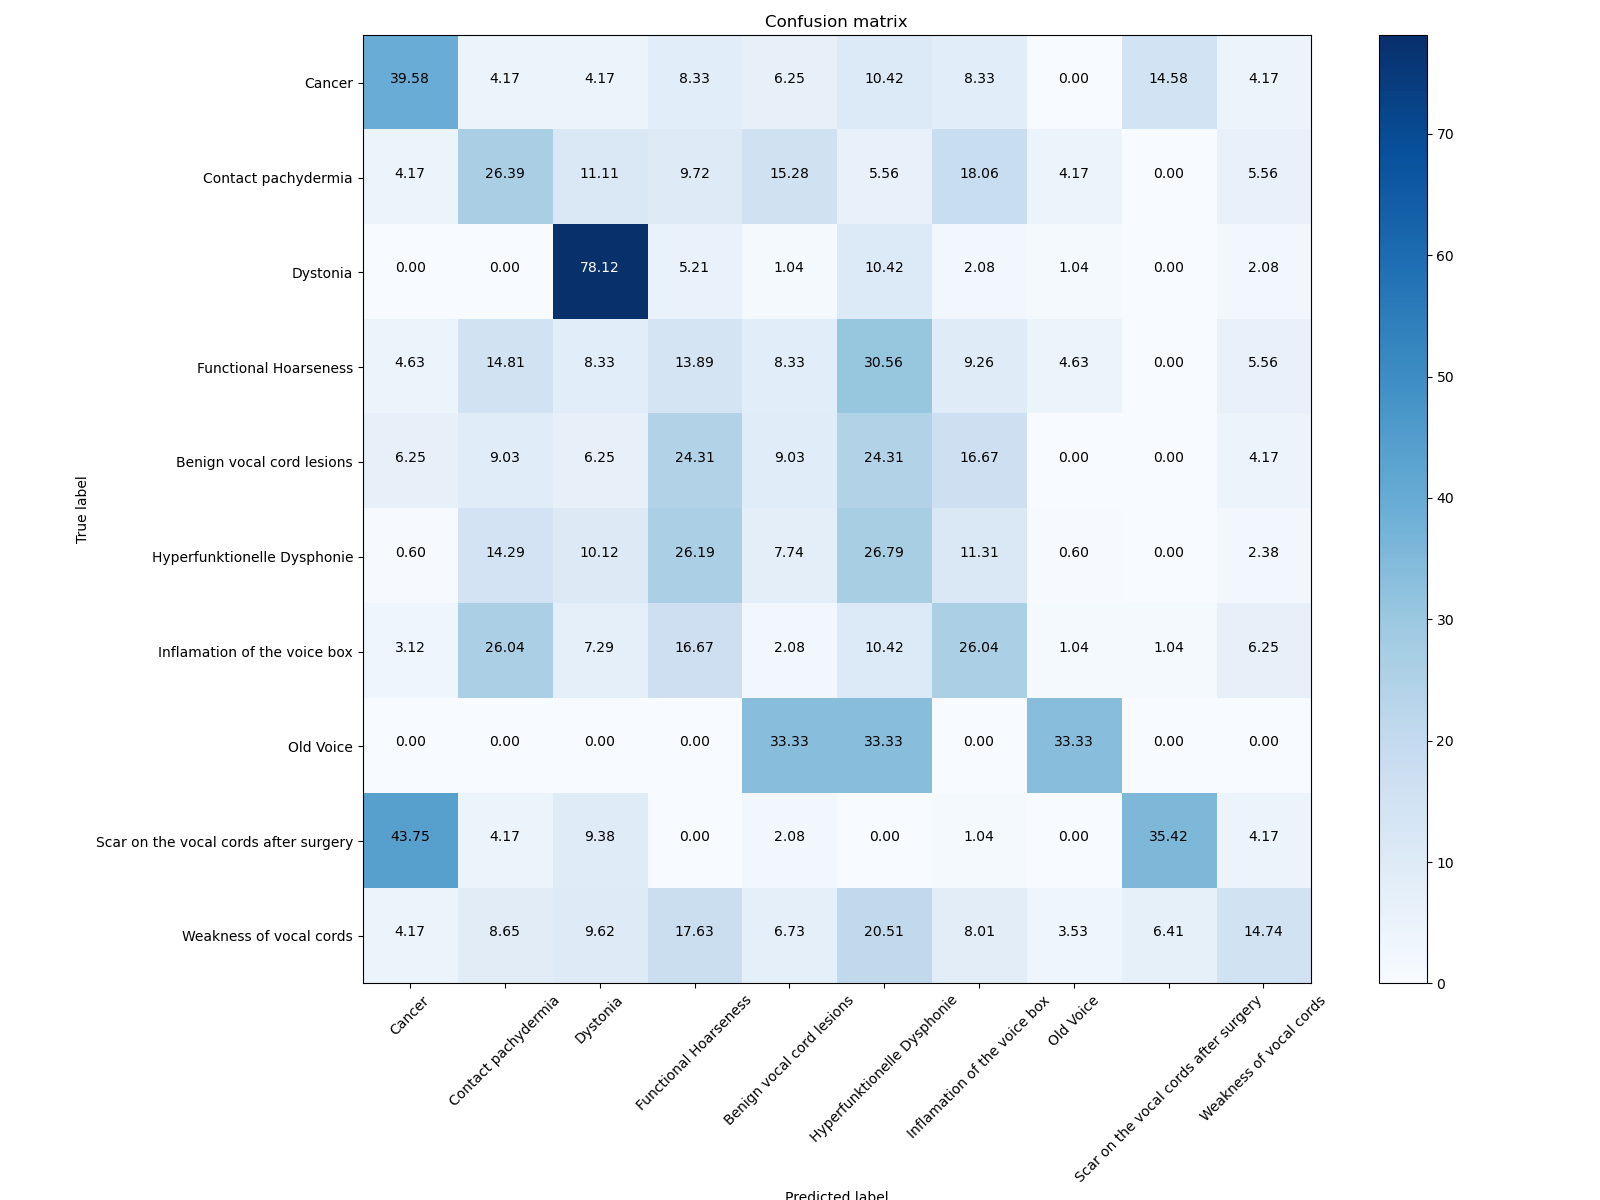 Confusion matrix
Cancer 39.58 4.17 4.17 8.33 6.25 10.42 8.33 0.00 14.58 4.17
Contact pachydermia 4.17 26.39 11.11 9.72 15.28 5.56 18.06 4.17 0.00 5.56
Dystonia 0.00 0.00 78.12 5.21 1.04 10.42 2.08 1.04 0.00 2.08
Functional Hoarseness 4.63 14.81 8.33 13.89 8.33 30.56 9.26 4.63 0.00 5.56
Benign vocal cord lesions 6.25 9.03 6.25 24.31 9.03 24.31 16.67 0.00 0.00 4.17
Hyperfunktionelle Dysphonie 0.60 14.29 10.12 26.19 7.74 26.79 11.31 0.60 0.00 2.38
Inflamation of the voice box 3.12 26.04 7.29 16.67 2.08 10.42 26.04 1.04 1.04 6.25
Old Voice 0.00 0.00 0.00 0.00 33.33 33.33 0.00 33.33 0.00 0.00
Scar on the vocal cords after surgery 43.75 4.17 9.38 0.00 2.08 0.00 1.04 0.00 35.42 4.17
Weakness of vocal cords 4.17 8.65 9.62 17.63 6.73 20.51 8.01 3.53 6.41 14.74
True label
Cancer
Contact pachydermia
Dystonia
Functional Hoarseness
Benign vocal cord lesions
Hyperfunktionelle Dysphonie
Inflamation of the voice box
Old Voice
Scar on the vocal cords after surgery
Weakness of vocal cords
Predicted label
70
60
50
40
30
20
10
0